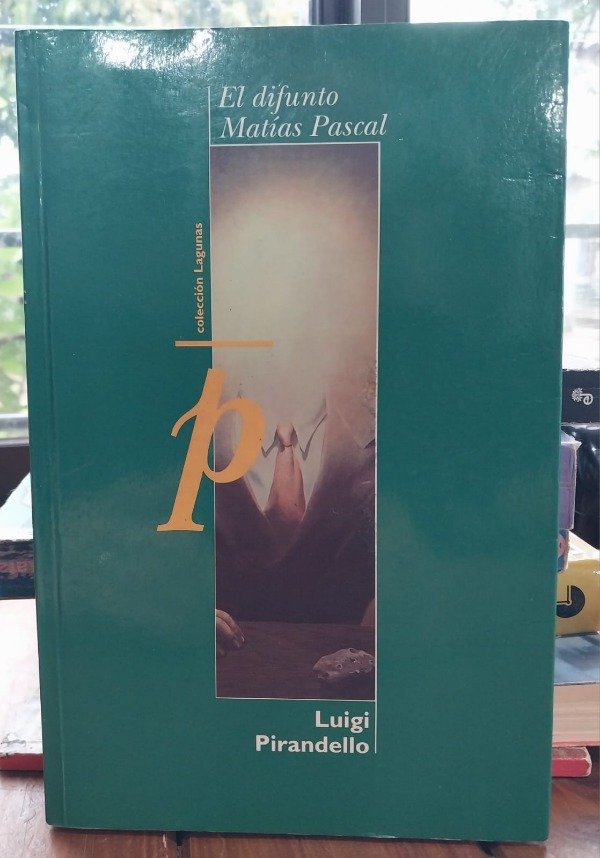 El difunto
Matías Pascal
colección Lagunas
p
Luigi
Pirandello
e